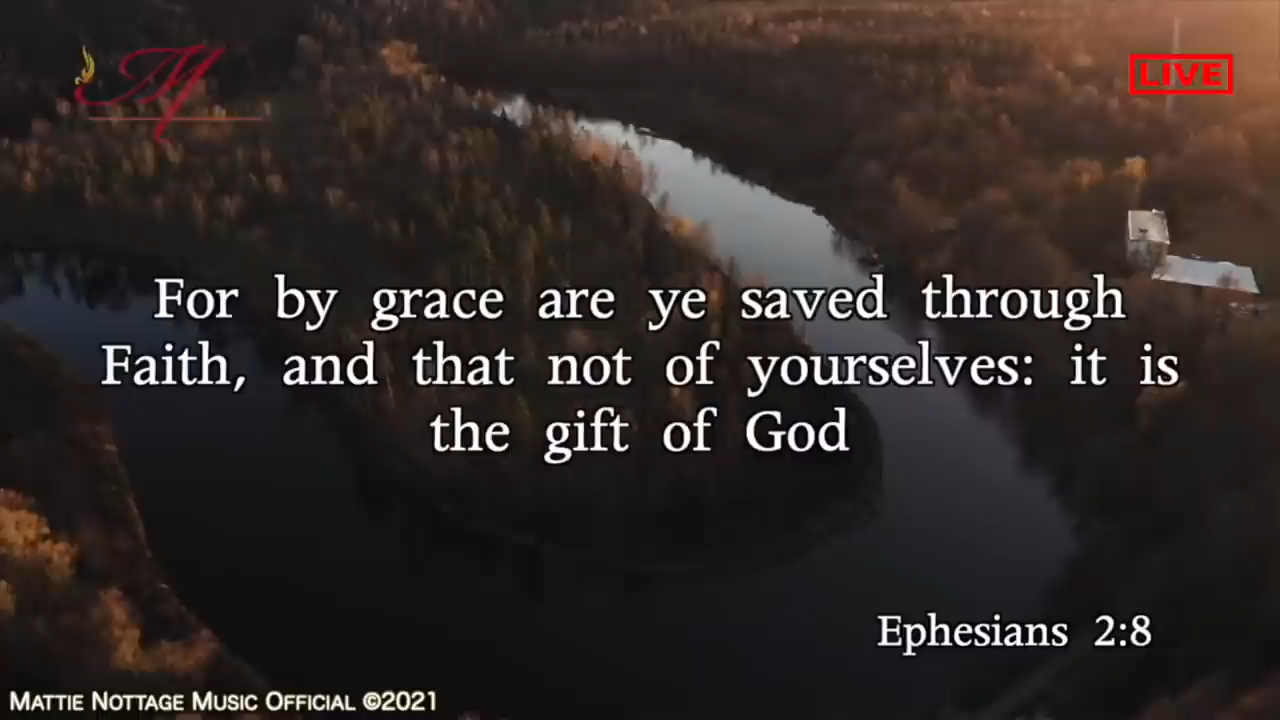 M
LIVE
For by grace are ye saved through
Faith, and that not of yourselves: it is
the gift of God
Ephesians 2:8
MATTIE NOTTAGE MUSIC OFFICIAL ©2021